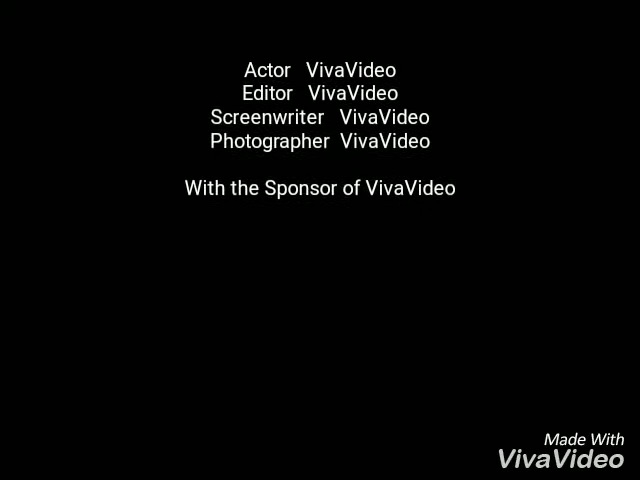 Actor VivaVideo
Editor VivaVideo
Screenwriter VivaVideo
Photographer VivaVideo
With the Sponsor of VivaVideo
Made With
VivaVideo